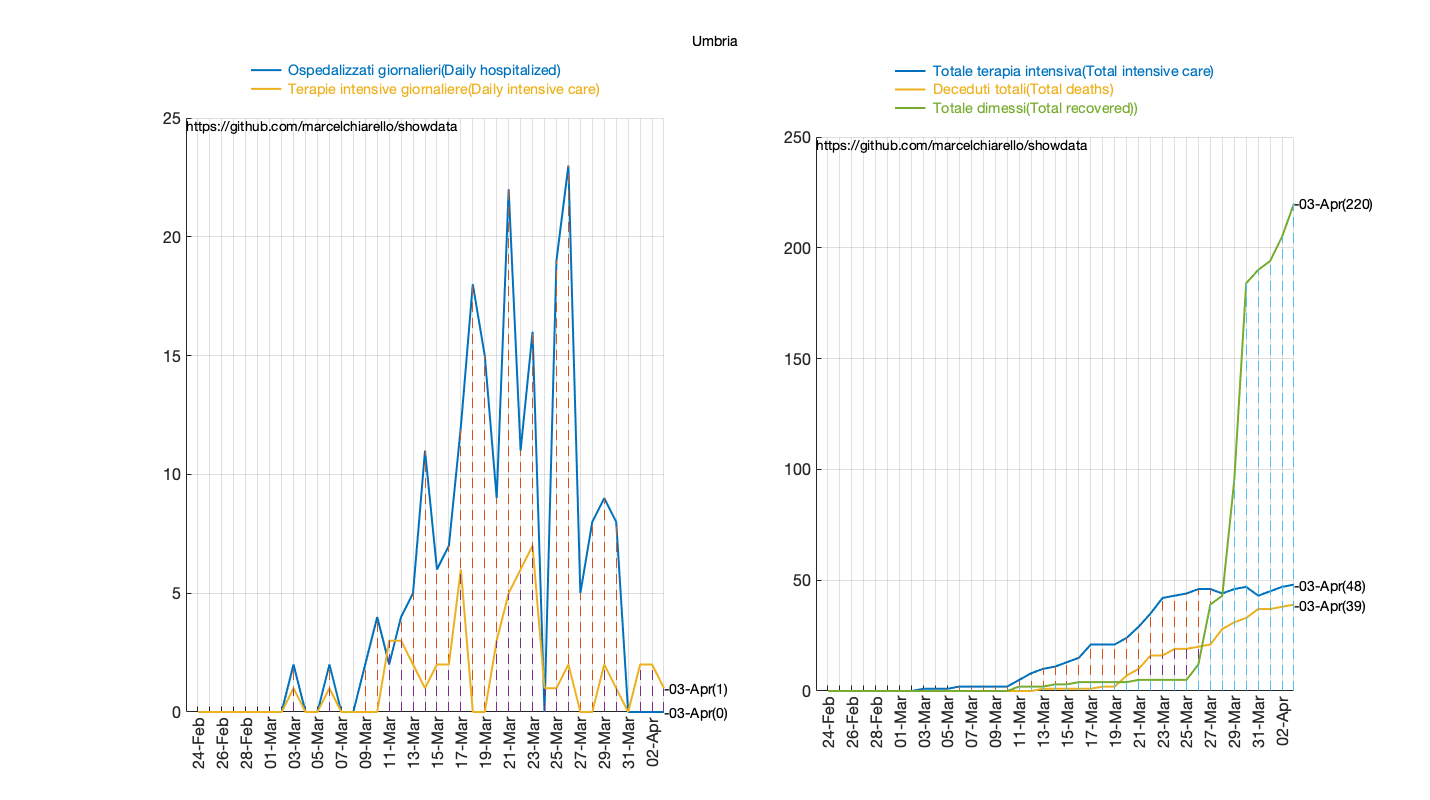 Umbria
Ospedalizzati giornalieri(Daily hospitalized)
Terapie intensive giornaliere(Daily intensive care)
25
https://github.com/marcelchiarello/showdata
20
15
10
5
0
-03-Apr(1)
-03-Apr(0)
24-Feb
26-Feb
28-Feb
01-Mar
03-Mar
05-Mar
07-Mar
09-Mar
11-Mar
13-Mar
15-Mar
17-Mar
19-Mar
21-Mar
23-Mar
25-Mar
27-Mar
29-Mar
31-Mar
02-Apr
Totale terapia intensiva(Total intensive care)
Deceduti totali(Total deaths)
Totale dimessi(Total recovered))
250
https://github.com/marcelchiarello/showdata
200
150
100
50
0
-03-Apr(220)
-03-Apr(48)
-03-Apr(39)
24-Feb
26-Feb
28-Feb
01-Mar
03-Mar
05-Mar
07-Mar
09-Mar
11-Mar
13-Mar
15-Mar
17-Mar
19-Mar
21-Mar
23-Mar
25-Mar
27-Mar
29-Mar
31-Mar
02-Apr